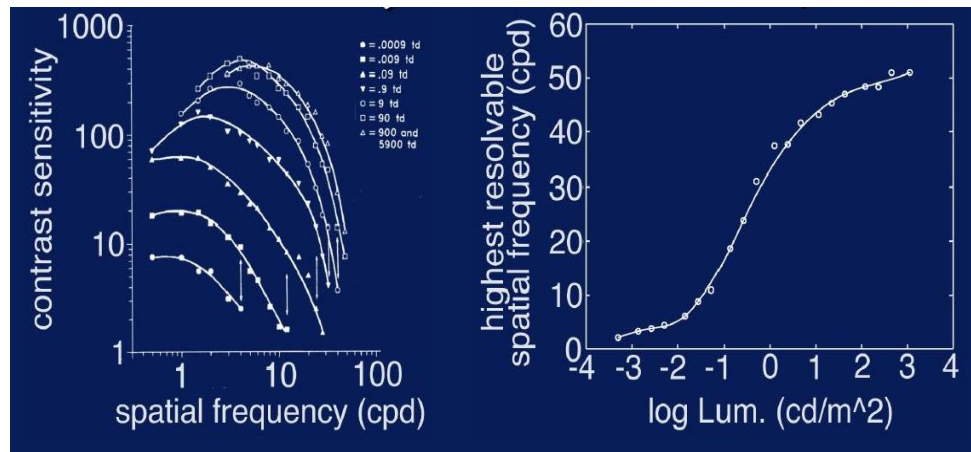 1000
100
10
1
contrast sensitivity
● = .0009 td
■ = .009 td
▲ = .09 td
▼ = .9 td
○ = 9 td
□ = 90 td
△ = 900 and
5900 td
1 10 100
spatial frequency (cpd)
60
50
40
30
20
10
0
highest resolvable
spatial frequency (cpd)
-4 -3 -2 -1 0 1 2 3 4
log Lum. (cd/m^2)